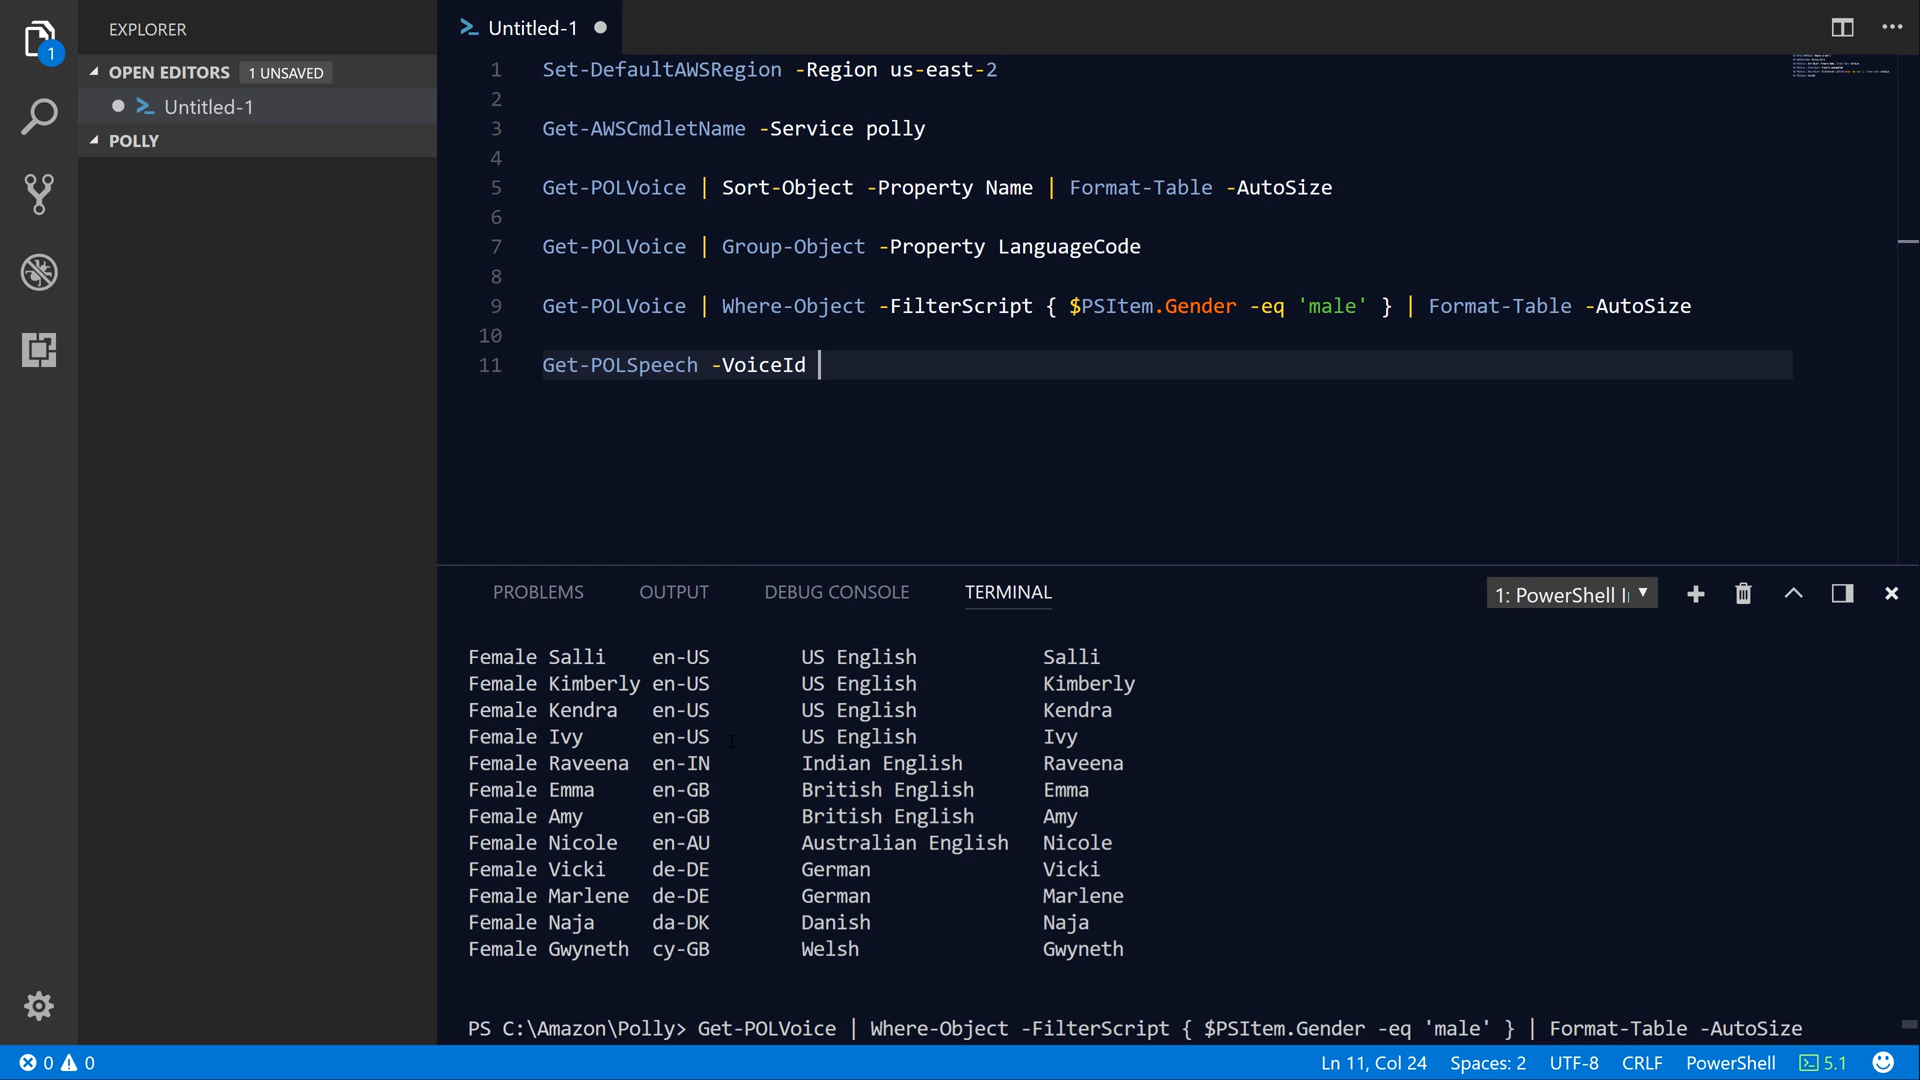 EXPLORER
OPEN EDITORS 1 UNSAVED
Untitled-1
POLLY
1
Untitled-1
1 Set-DefaultAWSRegion -Region us-east-2
2
3 Get-AWSCmdletName -Service polly
4
5 Get-POLVoice | Sort-Object -Property Name | Format-Table -AutoSize
6
7 Get-POLVoice | Group-Object -Property LanguageCode
8
9 Get-POLVoice | Where-Object -FilterScript { $PSItem.Gender -eq 'male' } | Format-Table -AutoSize
10
11 Get-POLSpeech -VoiceId
PROBLEMS OUTPUT DEBUG CONSOLE TERMINAL 1: PowerShell I
Female Salli en-US US English Salli
Female Kimberly en-US US English Kimberly
Female Kendra en-US US English Kendra
Female Ivy en-US US English Ivy
Female Raveena en-IN Indian English Raveena
Female Emma en-GB British English Emma
Female Amy en-GB British English Amy
Female Nicole en-AU Australian English Nicole
Female Vicki de-DE German Vicki
Female Marlene de-DE German Marlene
Female Naja da-DK Danish Naja
Female Gwyneth cy-GB Welsh Gwyneth
PS C:\Amazon\Polly> Get-POLVoice | Where-Object -FilterScript { $PSItem.Gender -eq 'male' } | Format-Table -AutoSize
0 0 Ln 11, Col 24 Spaces: 2 UTF-8 CRLF PowerShell 5.1